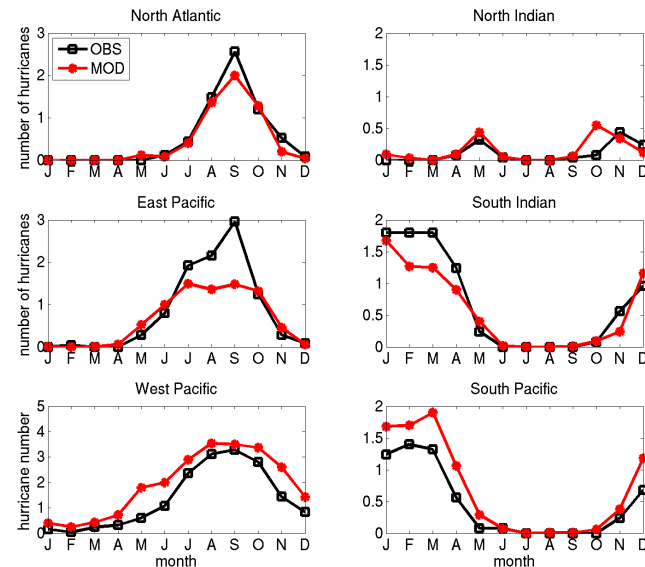 North Atlantic
number of hurricanes
3
2
1
0
OBS
MOD
J F M A M J J A S O N D
North Indian
2
1.5
1
0.5
0
J F M A M J J A S O N D
East Pacific
number of hurricanes
3
2
1
0
J F M A M J J A S O N D
South Indian
2
1.5
1
0.5
0
J F M A M J J A S O N D
West Pacific
hurricane number
5
4
3
2
1
0
J F M A M J J A S O N D
month
South Pacific
2
1.5
1
0.5
0
J F M A M J J A S O N D
month